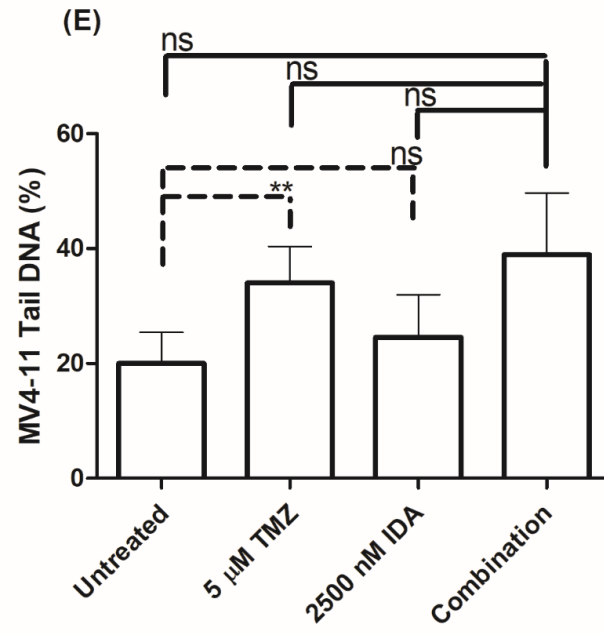 (E)
ns
ns
ns
ns
**
MV4-11 Tail DNA (%)
60
40
20
0
Untreated
5 μM TMZ
2500 nM IDA
Combination